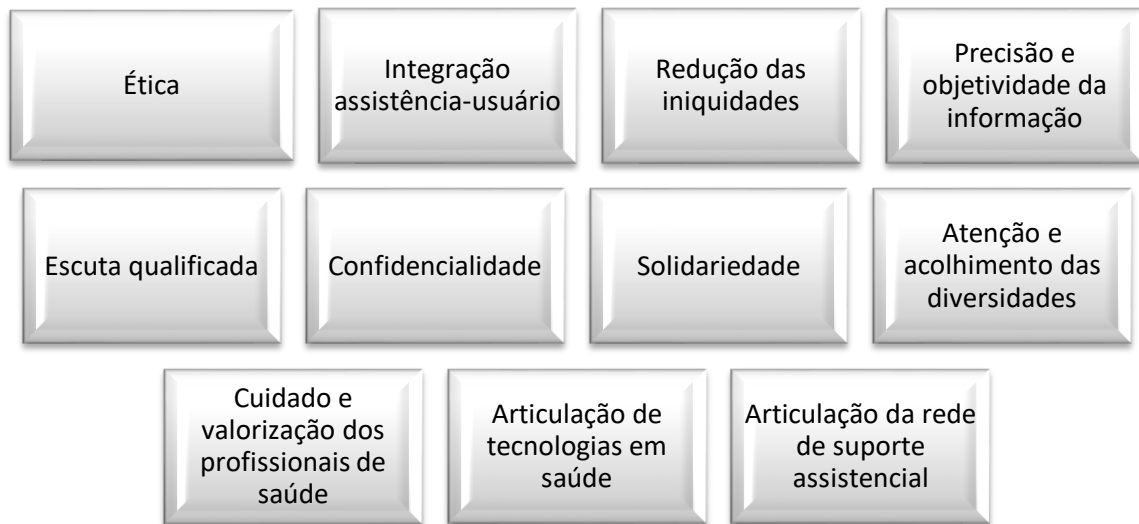 Ética
Integração
assistência-usuário
Redução das
iniquidades
Precisão e
objetividade da
informação
Escuta qualificada
Confidencialidade
Solidariedade
Atenção e
acolhimento das
diversidades
Cuidado e
valorização dos
profissionais de
saúde
Articulação de
tecnologias em
saúde
Articulação da rede
de suporte
assistencial